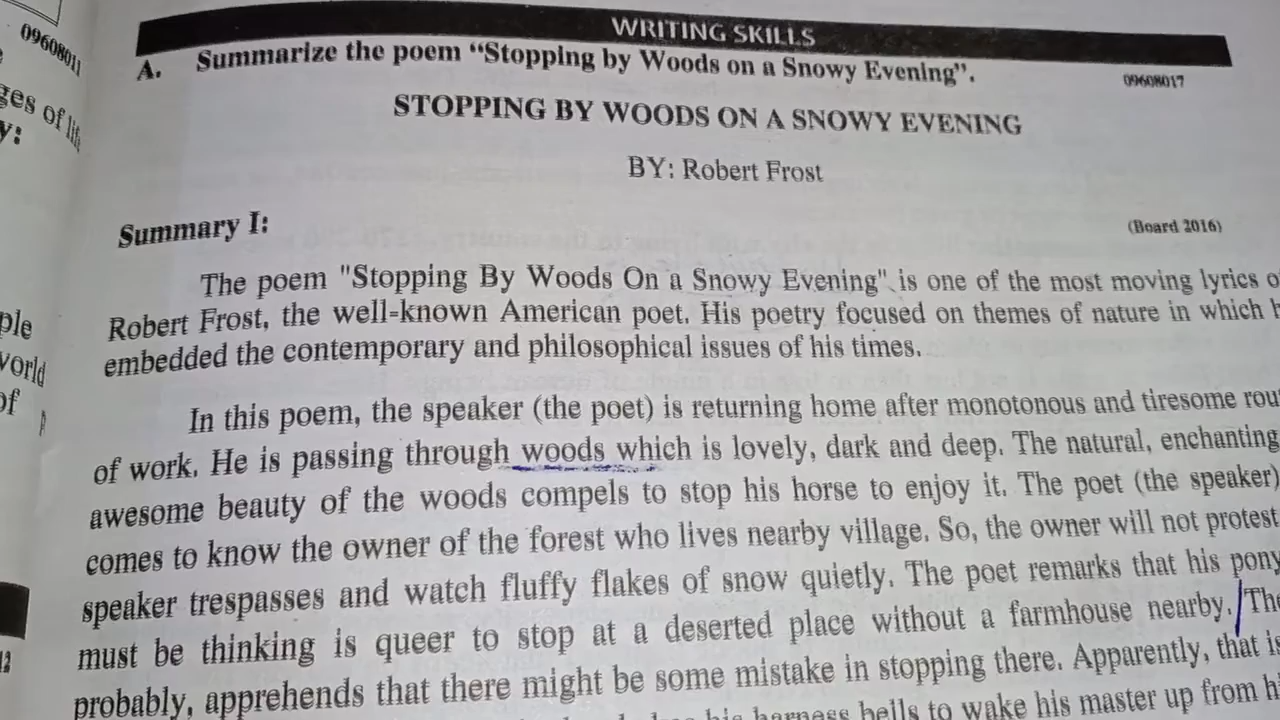 09608011
ges of life
y:
ple
world
of
12
WRITING SKILLS
A. Summarize the poem “Stopping by Woods on a Snowy Evening”. 09608017
STOPPING BY WOODS ON A SNOWY EVENING
BY: Robert Frost
Summary I: (Board 2016)
The poem "Stopping By Woods On a Snowy Evening" is one of the most moving lyrics o
Robert Frost, the well-known American poet. His poetry focused on themes of nature in which h
embedded the contemporary and philosophical issues of his times.
In this poem, the speaker (the poet) is returning home after monotonous and tiresome rou
of work. He is passing through woods which is lovely, dark and deep. The natural, enchanting
awesome beauty of the woods compels to stop his horse to enjoy it. The poet (the speaker)
comes to know the owner of the forest who lives nearby village. So, the owner will not protest
speaker trespasses and watch fluffy flakes of snow quietly. The poet remarks that his pony
must be thinking is queer to stop at a deserted place without a farmhouse nearby. The
probably, apprehends that there might be some mistake in stopping there. Apparently, that is
his harness bells to wake his master up from hi